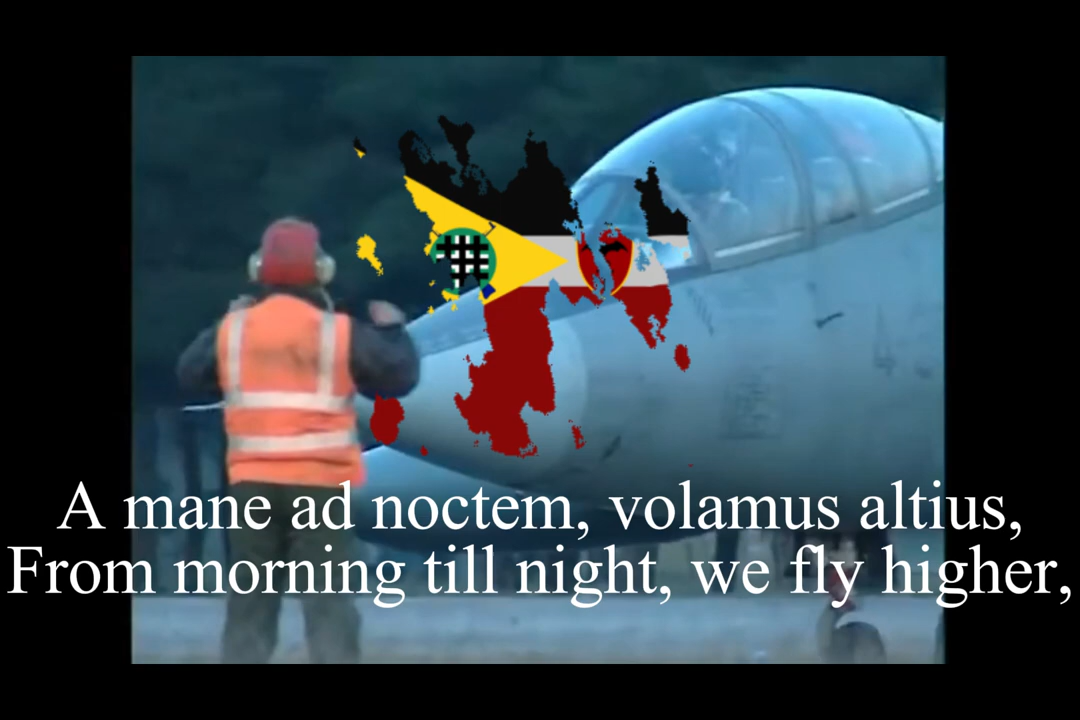 A mane ad noctem, volamus altius,
From morning till night, we fly higher,